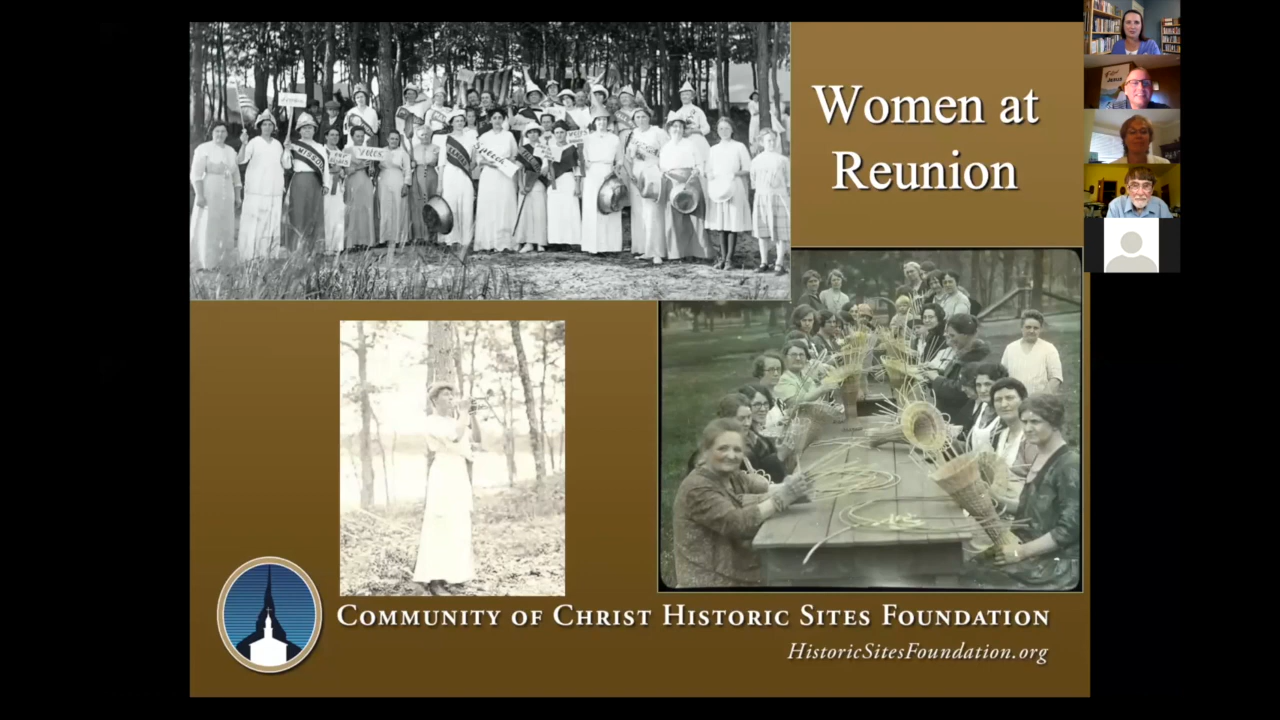 Women at
Reunion
COMMUNITY OF CHRIST HISTORIC SITES FOUNDATION
HistoricSitesFoundation.org